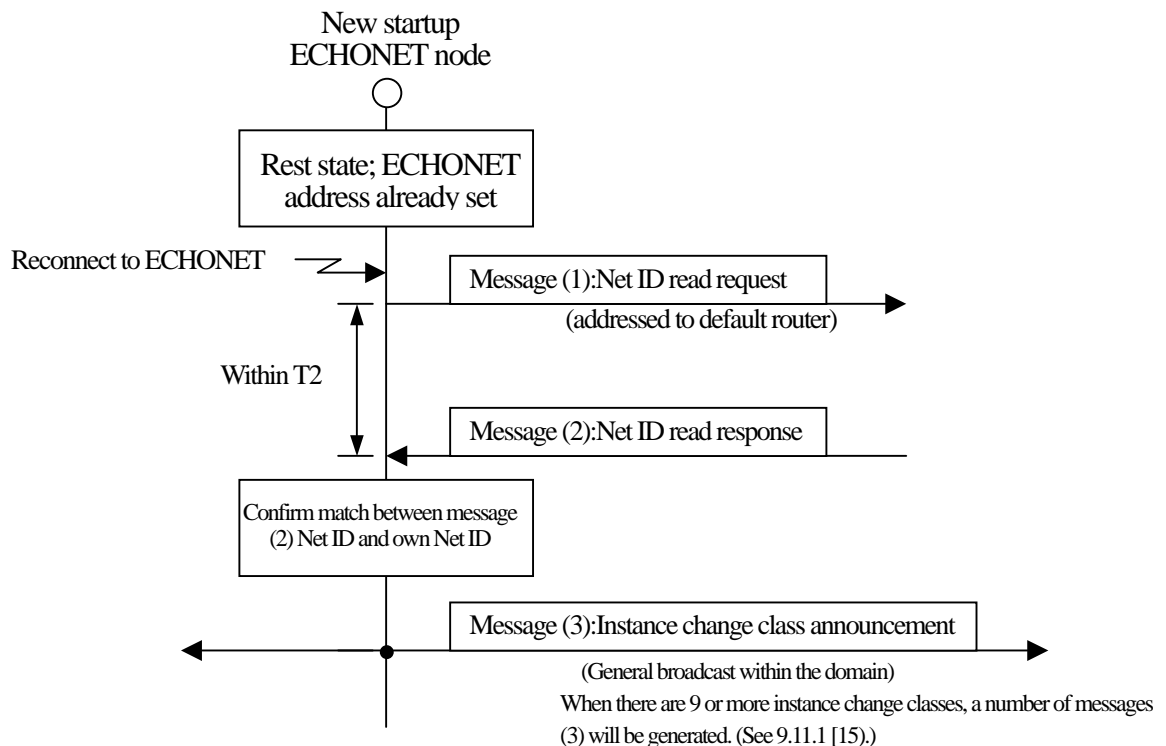 New startup
ECHONET node
Rest state; ECHONET
address already set
Reconnect to ECHONET
Message (1):Net ID read request
(addressed to default router)
Within T2
Message (2):Net ID read response
Confirm match between message
(2) Net ID and own Net ID
Message (3):Instance change class announcement
(General broadcast within the domain)
When there are 9 or more instance change classes, a number of messages
(3) will be generated. (See 9.11.1 [15).)